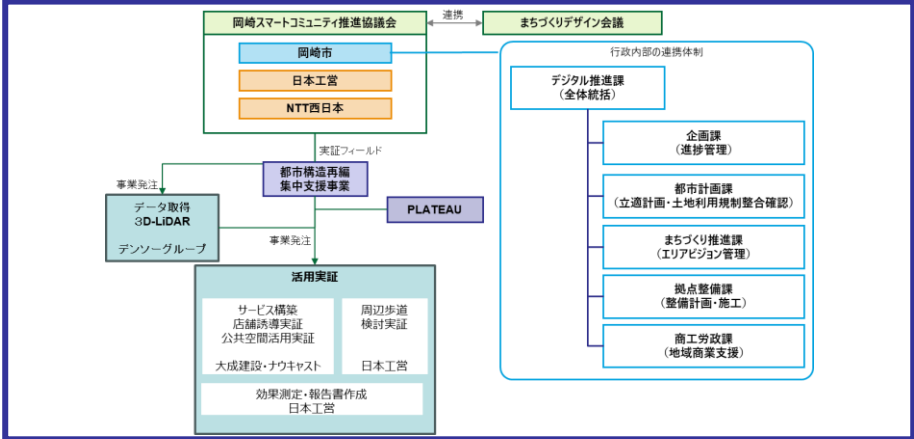 岡崎スマートコミュニティ推進協議会
連携
まちづくりデザイン会議
岡崎市
日本工営
NTT西日本
行政内部の連携体制
デジタル推進課
(全体統括)
企画課
(進捗管理)
都市計画課
(立適計画・土地利用規制整合確認)
まちづくり推進課
(エリアビジョン管理)
拠点整備課
(整備計画・施工)
商工労政課
(地域商業支援)
実証フィールド
都市構造再編
集中支援事業
事業発注
データ取得
3D-LiDAR
デンソーグループ
PLATEAU
事業発注
活用実証
サービス構築
店舗誘導実証
公共空間活用実証
大成建設・ナウキャスト
周辺歩道
検討実証
日本工営
効果測定・報告書作成
日本工営